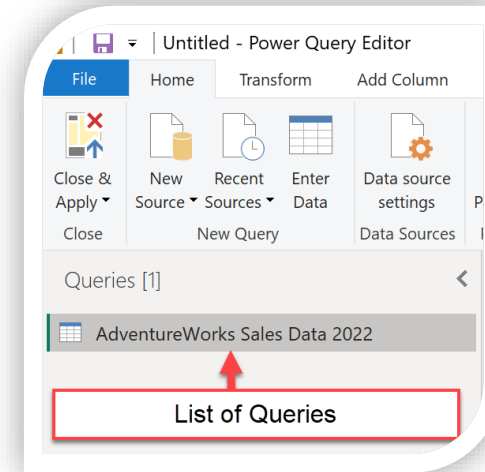 Untitled - Power Query Editor
File Home Transform Add Column
Close & Apply
New Source
Recent Sources
Enter Data
Data source settings
Close New Query Data Sources
Queries [1]
AdventureWorks Sales Data 2022
List of Queries